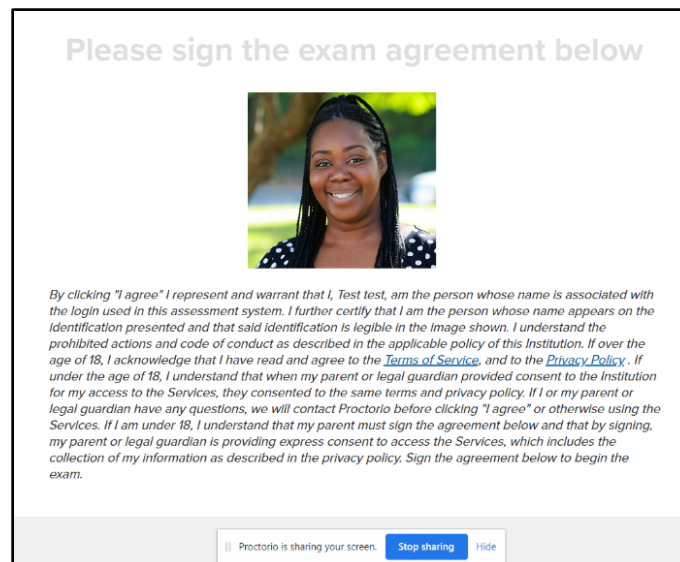 Please sign the exam agreement below
By clicking "I agree" I represent and warrant that I, Test test, am the person whose name is associated with
the login used in this assessment system. I further certify that I am the person whose name appears on the
identification presented and that said identification is legible in the image shown. I understand the
prohibited actions and code of conduct as described in the applicable policy of this Institution. If over the
age of 18, I acknowledge that I have read and agree to the Terms of Service, and to the Privacy Policy . If
under the age of 18, I understand that when my parent or legal guardian provided consent to the Institution
for my access to the Services, they consented to the same terms and privacy policy. If I or my parent or
legal guardian have any questions, we will contact Proctorio before clicking "I agree" or otherwise using the
Services. If I am under 18, I understand that my parent must sign the agreement below and that by signing,
my parent or legal guardian is providing express consent to access the Services, which includes the
collection of my information as described in the privacy policy. Sign the agreement below to begin the
exam.
Proctorio is sharing your screen. Stop sharing Hide